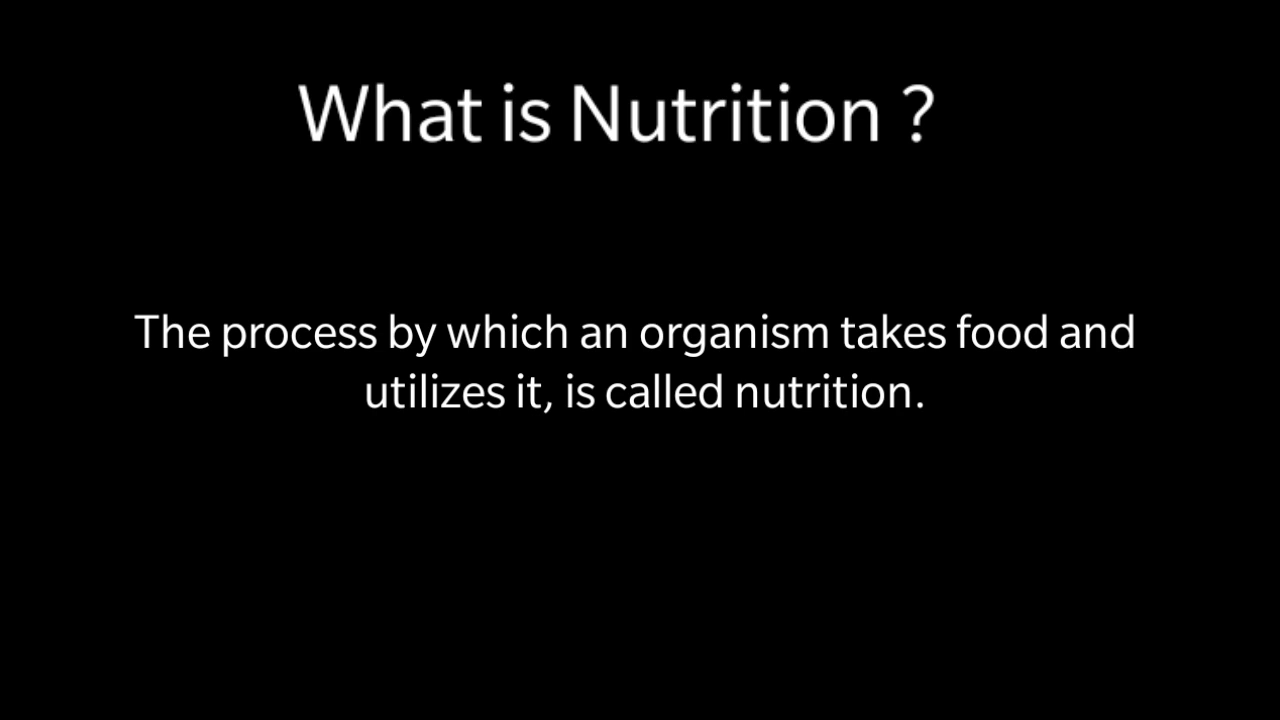 What is Nutrition ?
The process by which an organism takes food and
utilizes it, is called nutrition.